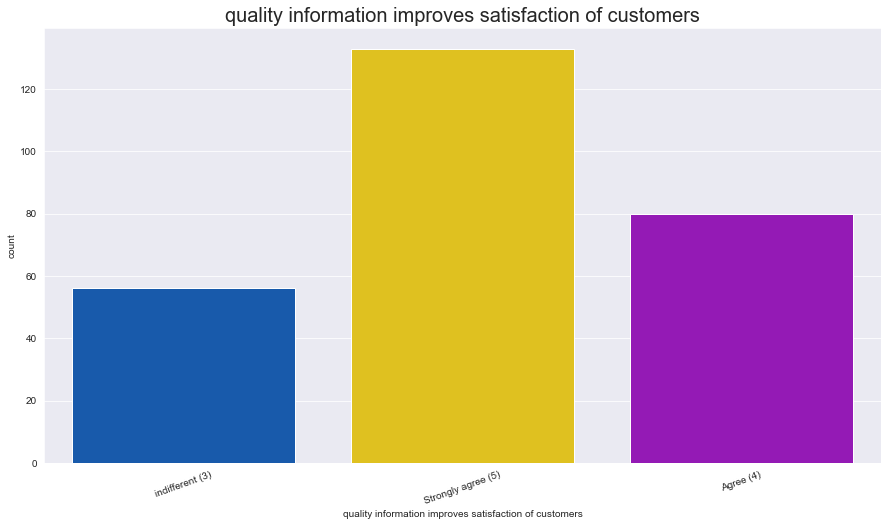 quality information improves satisfaction of customers
count
120
100
80
60
40
20
0
indifferent (3)
Strongly agree (5)
Agree (4)
quality information improves satisfaction of customers